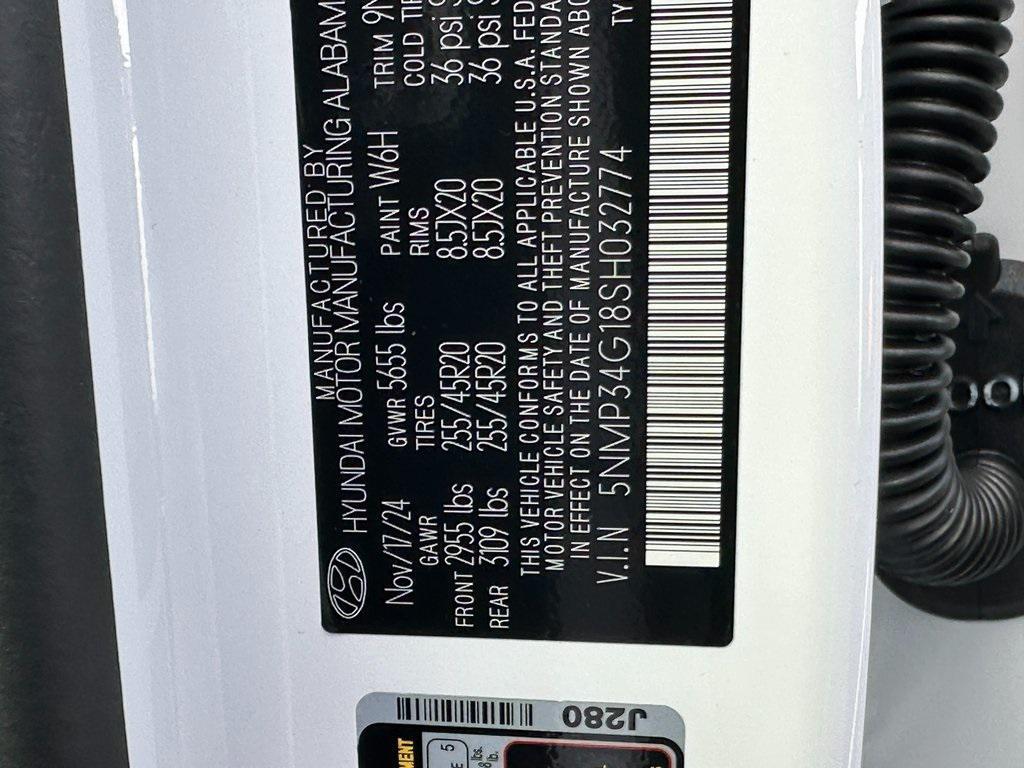 MANUFACTURED BY
HYUNDAI MOTOR MANUFACTURING ALABAM
Nov/17/24 GVWR 5655 lbs PAINT W6H TRIM 9N
GAWR TIRES RIMS COLD TIR
FRONT 2955 lbs 255/45R20 8.5JX20 36 psi
REAR 3109 lbs 255/45R20 8.5JX20 36 psi
THIS VEHICLE CONFORMS TO ALL APPLICABLE U.S.A. FED
MOTOR VEHICLE SAFETY AND THEFT PREVENTION STANDA
IN EFFECT ON THE DATE OF MANUFACTURE SHOWN ABO
V.I.N 5NMP34G18SH032774 TY
J280